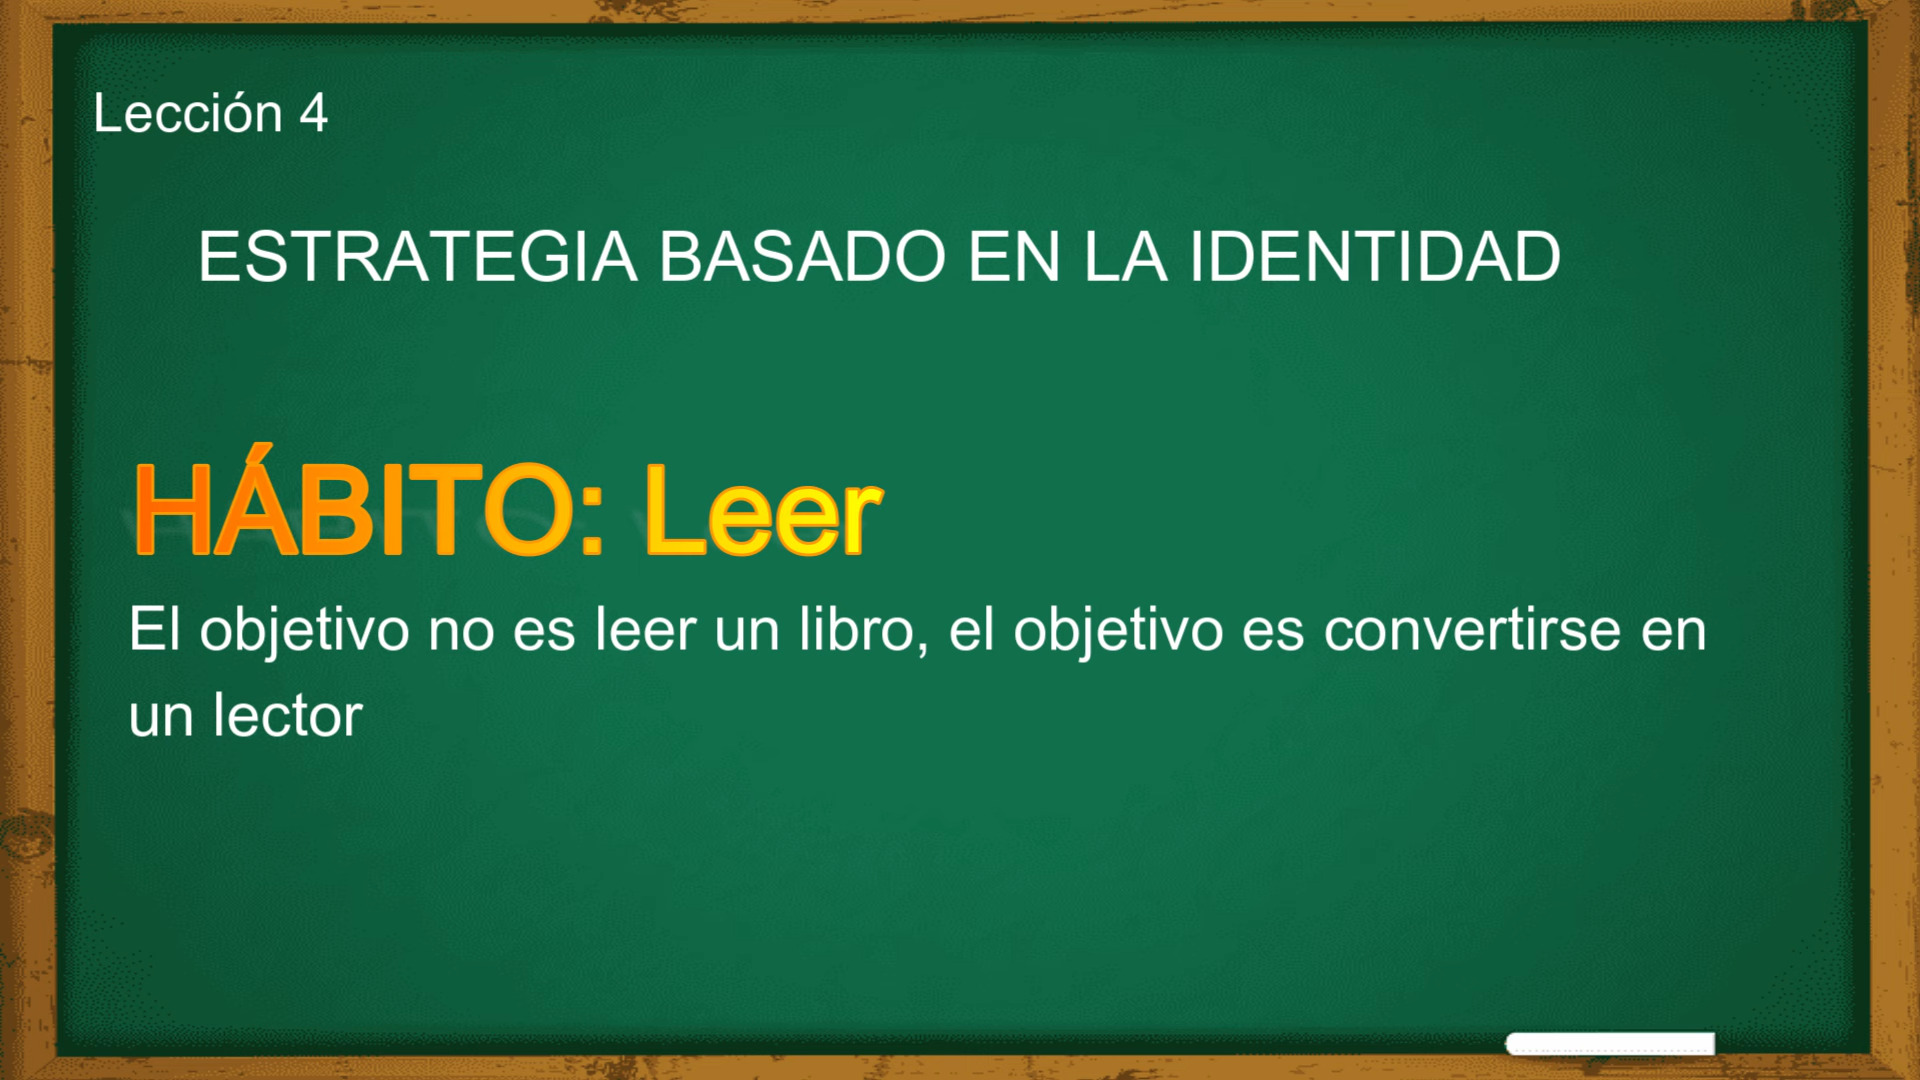 Lección 4
ESTRATEGIA BASADO EN LA IDENTIDAD
HÁBITO: Leer
El objetivo no es leer un libro, el objetivo es convertirse en
un lector